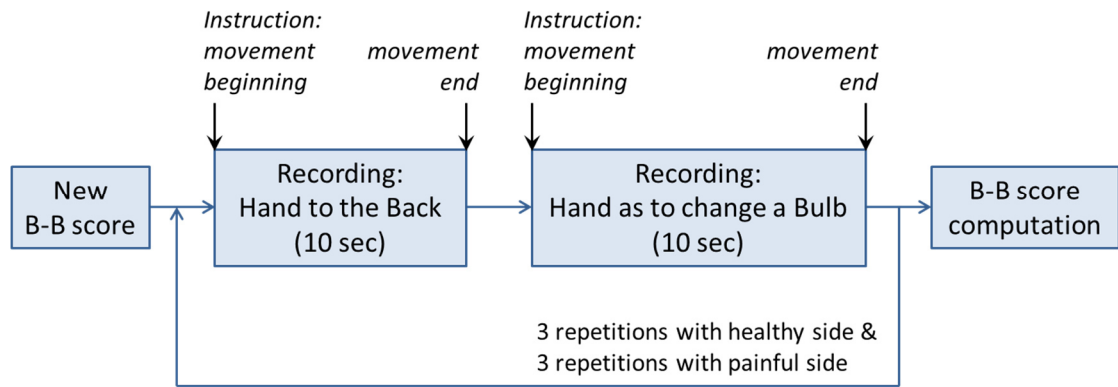 Instruction:
movement
beginning
movement
end
Instruction:
movement
beginning
movement
end
New
B-B score
Recording:
Hand to the Back
(10 sec)
Recording:
Hand as to change a Bulb
(10 sec)
B-B score
computation
3 repetitions with healthy side &
3 repetitions with painful side